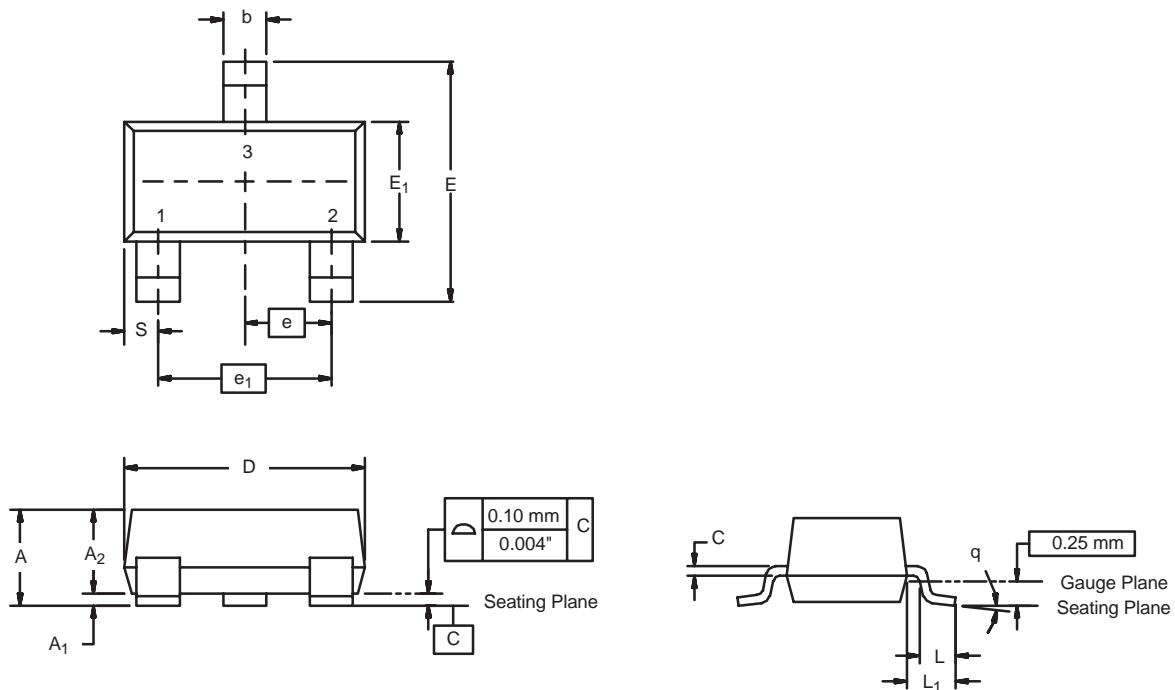 b
3
E₁
E
1
2
S
e
e₁
D
A
A₂
0.10 mm
C
0.004"
Seating Plane
A₁
C
C
q
0.25 mm
Gauge Plane
Seating Plane
L
L₁